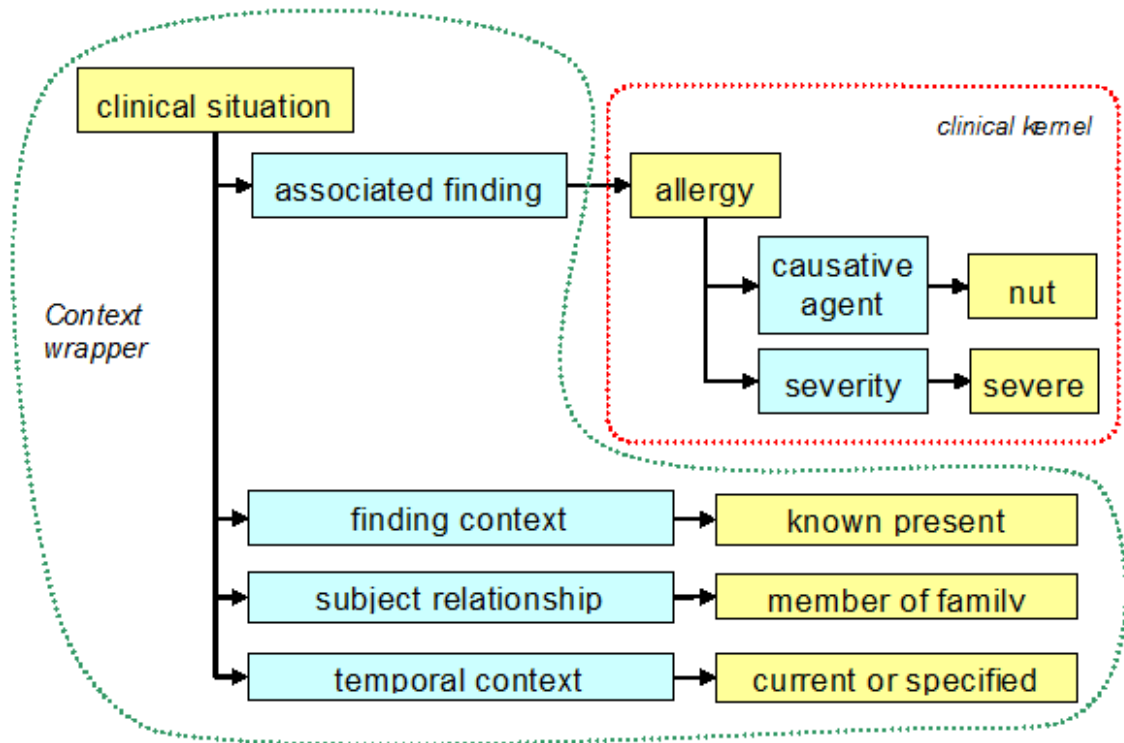 clinical situation
clinical kernel
associated finding
allergy
causative
agent
nut
Context
wrapper
severity
severe
finding context
known present
subject relationship
member of family
temporal context
current or specified